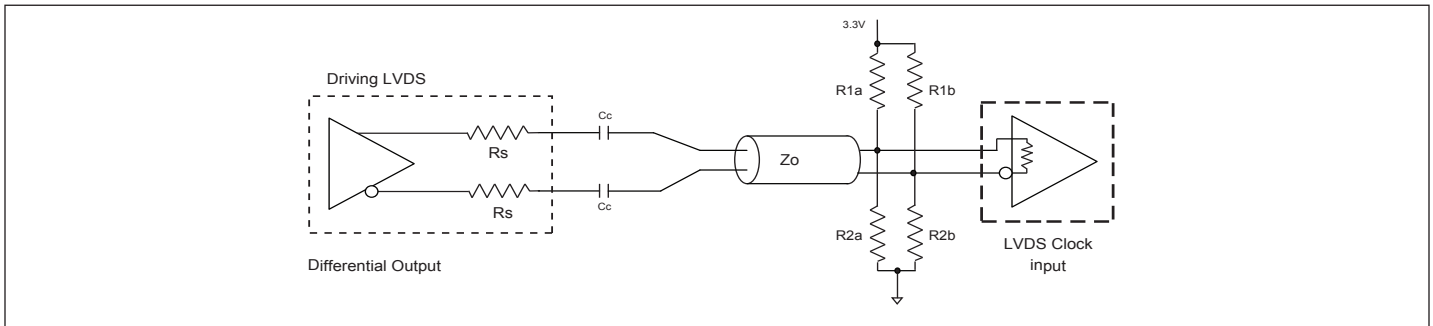 3.3V
Driving LVDS
R1a
R1b
Cc
Rs
Zo
Rs
Cc
R2a
R2b
LVDS Clock
input
Differential Output